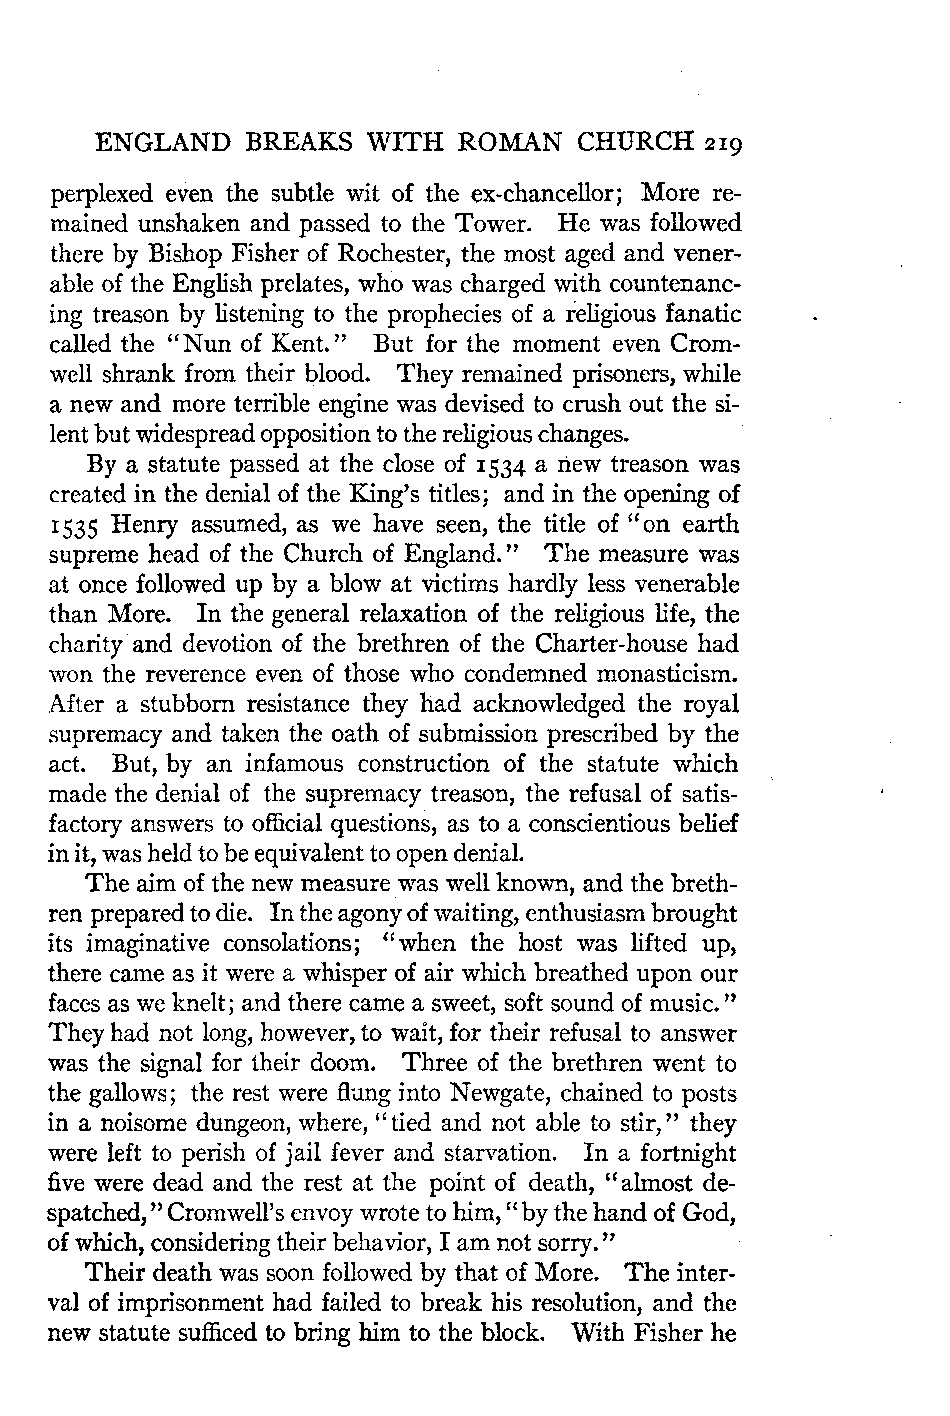 ENGLAND BREAKS WITH ROMAN CHURCH 219
perplexed even the subtle wit of the ex-chancellor; More re-
mained unshaken and passed to the Tower. He was followed
there by Bishop Fisher of Rochester, the most aged and vener-
able of the English prelates, who was charged with countenanc-
ing treason by listening to the prophecies of a religious fanatic
called the "Nun of Kent." But for the moment even Crom-
well shrank from their blood. They remained prisoners, while
a new and more terrible engine was devised to crush out the si-
lent but widespread opposition to the religious changes.
By a statute passed at the close of 1534 a new treason was
created in the denial of the King's titles; and in the opening of
1535 Henry assumed, as we have seen, the title of "on earth
supreme head of the Church of England." The measure was
at once followed up by a blow at victims hardly less venerable
than More. In the general relaxation of the religious life, the
charity and devotion of the brethren of the Charter-house had
won the reverence even of those who condemned monasticism.
After a stubborn resistance they had acknowledged the royal
supremacy and taken the oath of submission prescribed by the
act. But, by an infamous construction of the statute which
made the denial of the supremacy treason, the refusal of satis-
factory answers to official questions, as to a conscientious belief
in it, was held to be equivalent to open denial.
The aim of the new measure was well known, and the breth-
ren prepared to die. In the agony of waiting, enthusiasm brought
its imaginative consolations; "when the host was lifted up,
there came as it were a whisper of air which breathed upon our
faces as we knelt; and there came a sweet, soft sound of music."
They had not long, however, to wait, for their refusal to answer
was the signal for their doom. Three of the brethren went to
the gallows; the rest were flung into Newgate, chained to posts
in a noisome dungeon, where, "tied and not able to stir," they
were left to perish of jail fever and starvation. In a fortnight
five were dead and the rest at the point of death, "almost de-
spatched," Cromwell's envoy wrote to him, "by the hand of God,
of which, considering their behavior, I am not sorry."
Their death was soon followed by that of More. The inter-
val of imprisonment had failed to break his resolution, and the
new statute sufficed to bring him to the block. With Fisher he